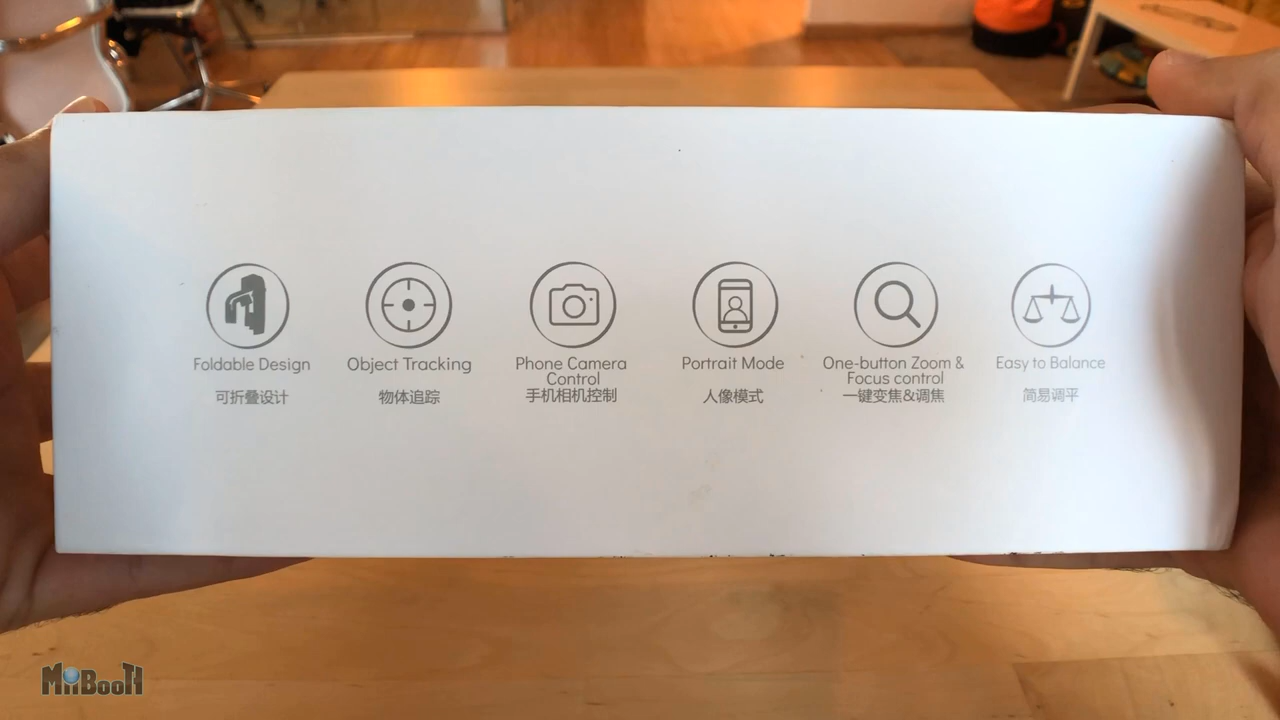 Foldable Design
可折叠设计
Object Tracking
物体追踪
Phone Camera
Control
手机相机控制
Portrait Mode
人像模式
One-button Zoom &
Focus control
一键变焦&调焦
Easy to Balance
简易调平
MiiBooTH